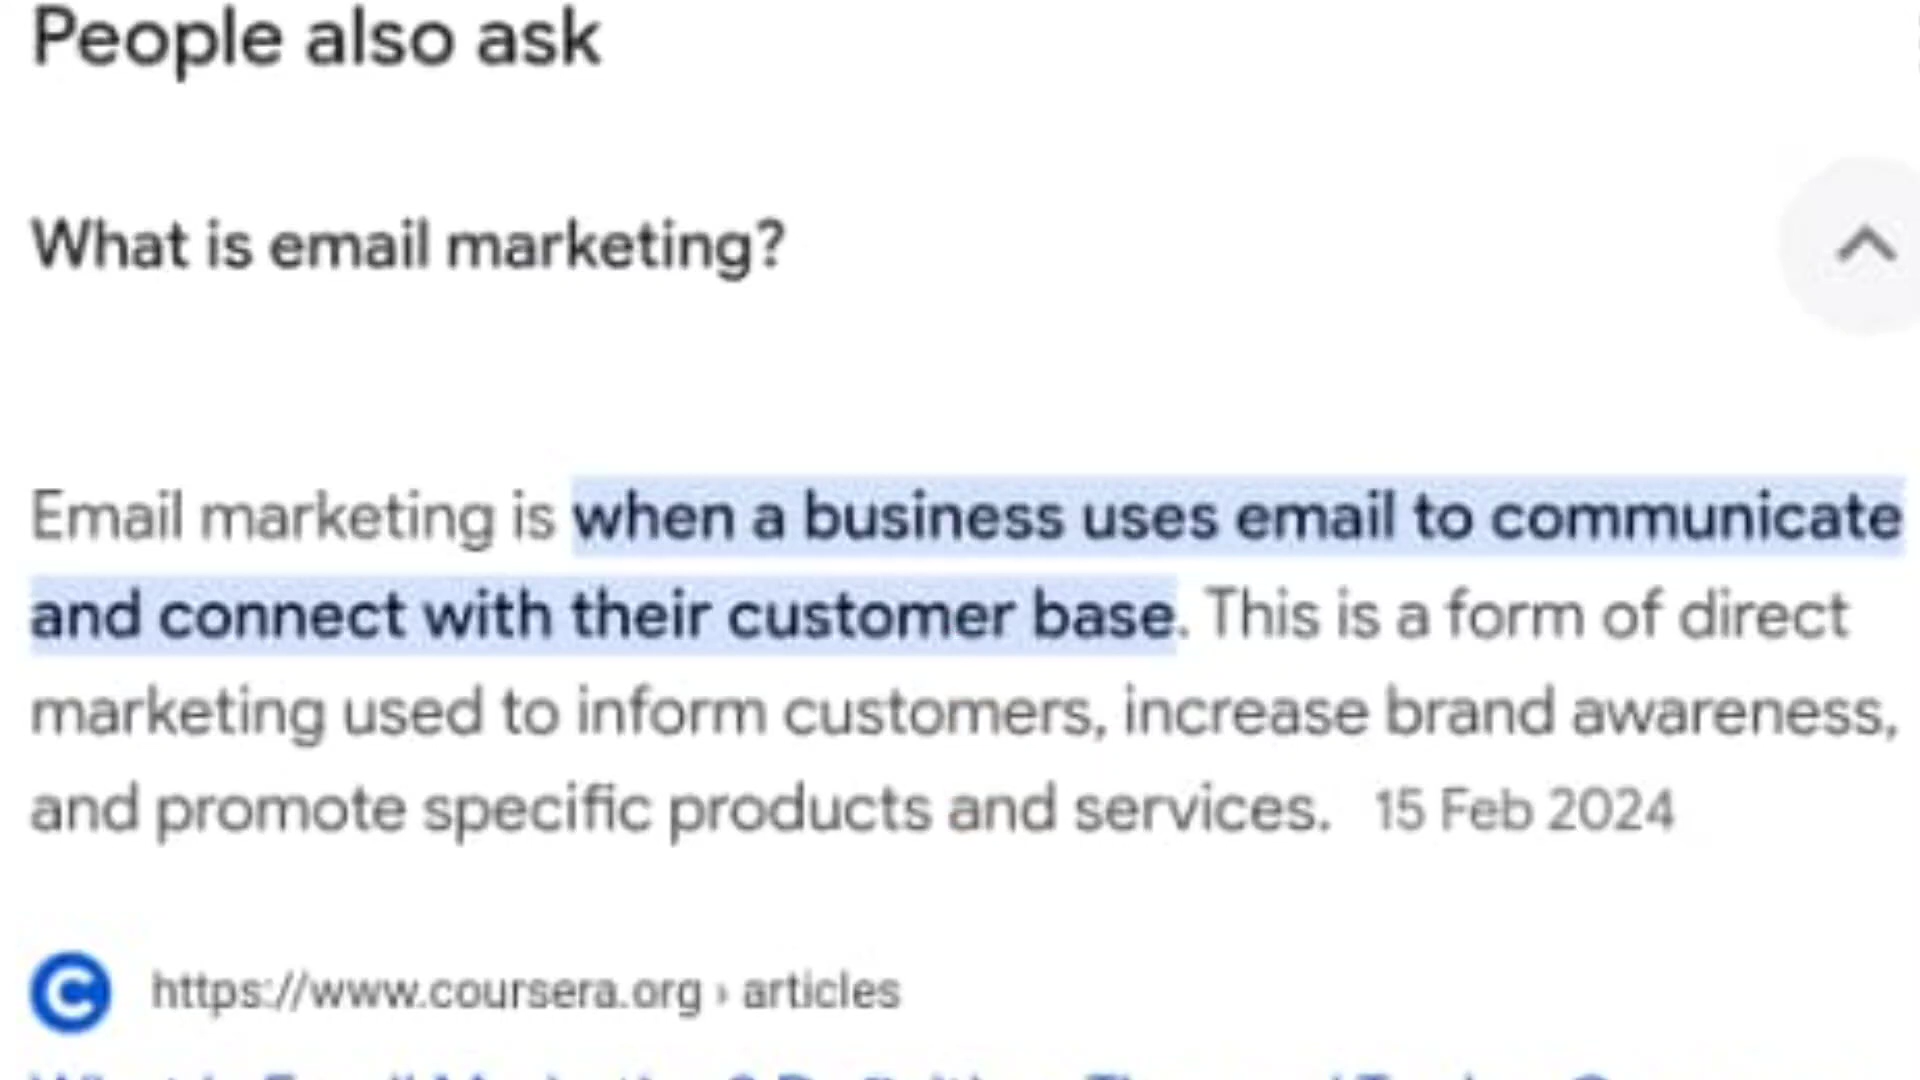 People also ask
What is email marketing?
Email marketing is when a business uses email to communicate
and connect with their customer base. This is a form of direct
marketing used to inform customers, increase brand awareness,
and promote specific products and services. 15 Feb 2024
C https://www.coursera.org › articles